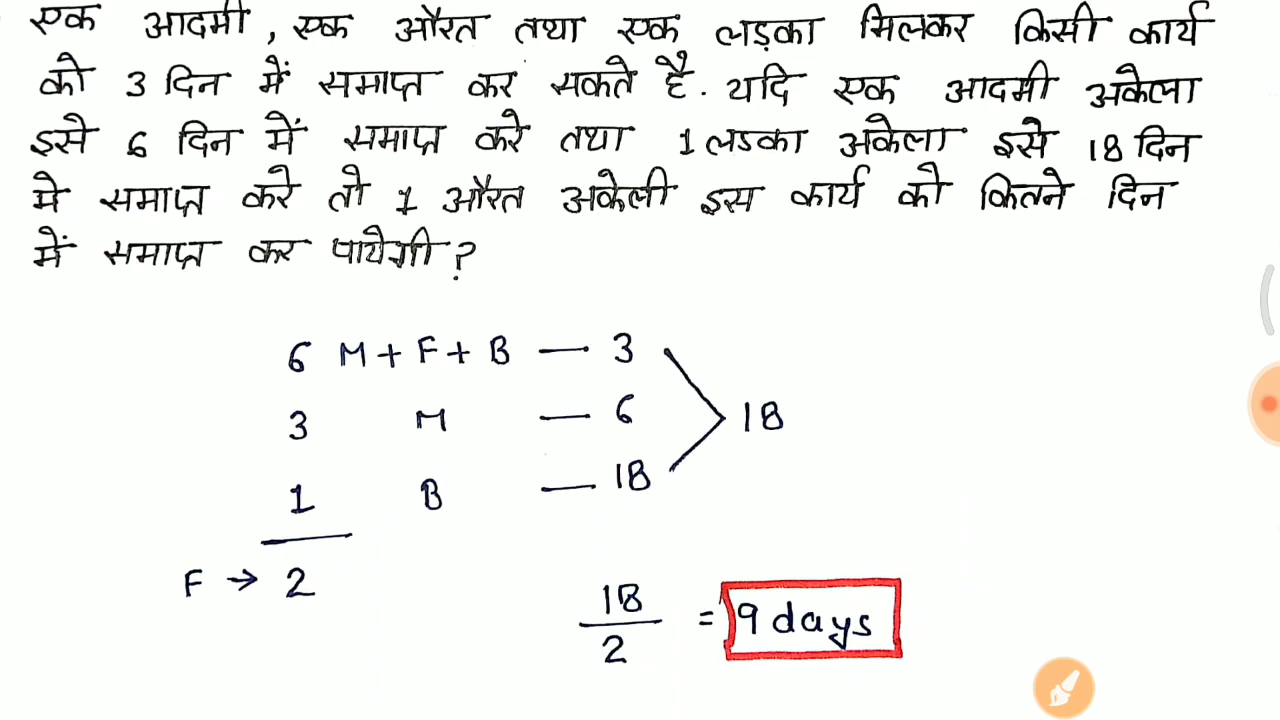 एक आदमी, एक औरत तथा एक लड़का मिलकर किसी कार्य
को 3 दिन में समाप्त कर सकते है. यदि एक आदमी अकेला
इसे 6 दिन में समाप्त करे तथा 1 लडका अकेला इसे 18 दिन
मे समाप्त करे तो 1 औरत अकेली इस कार्य को कितने दिन
में समाप्त कर पायेगी?
6 M + F + B — 3
3 M — 6 18
1 B — 18
F → 2
18/2 = 9 days